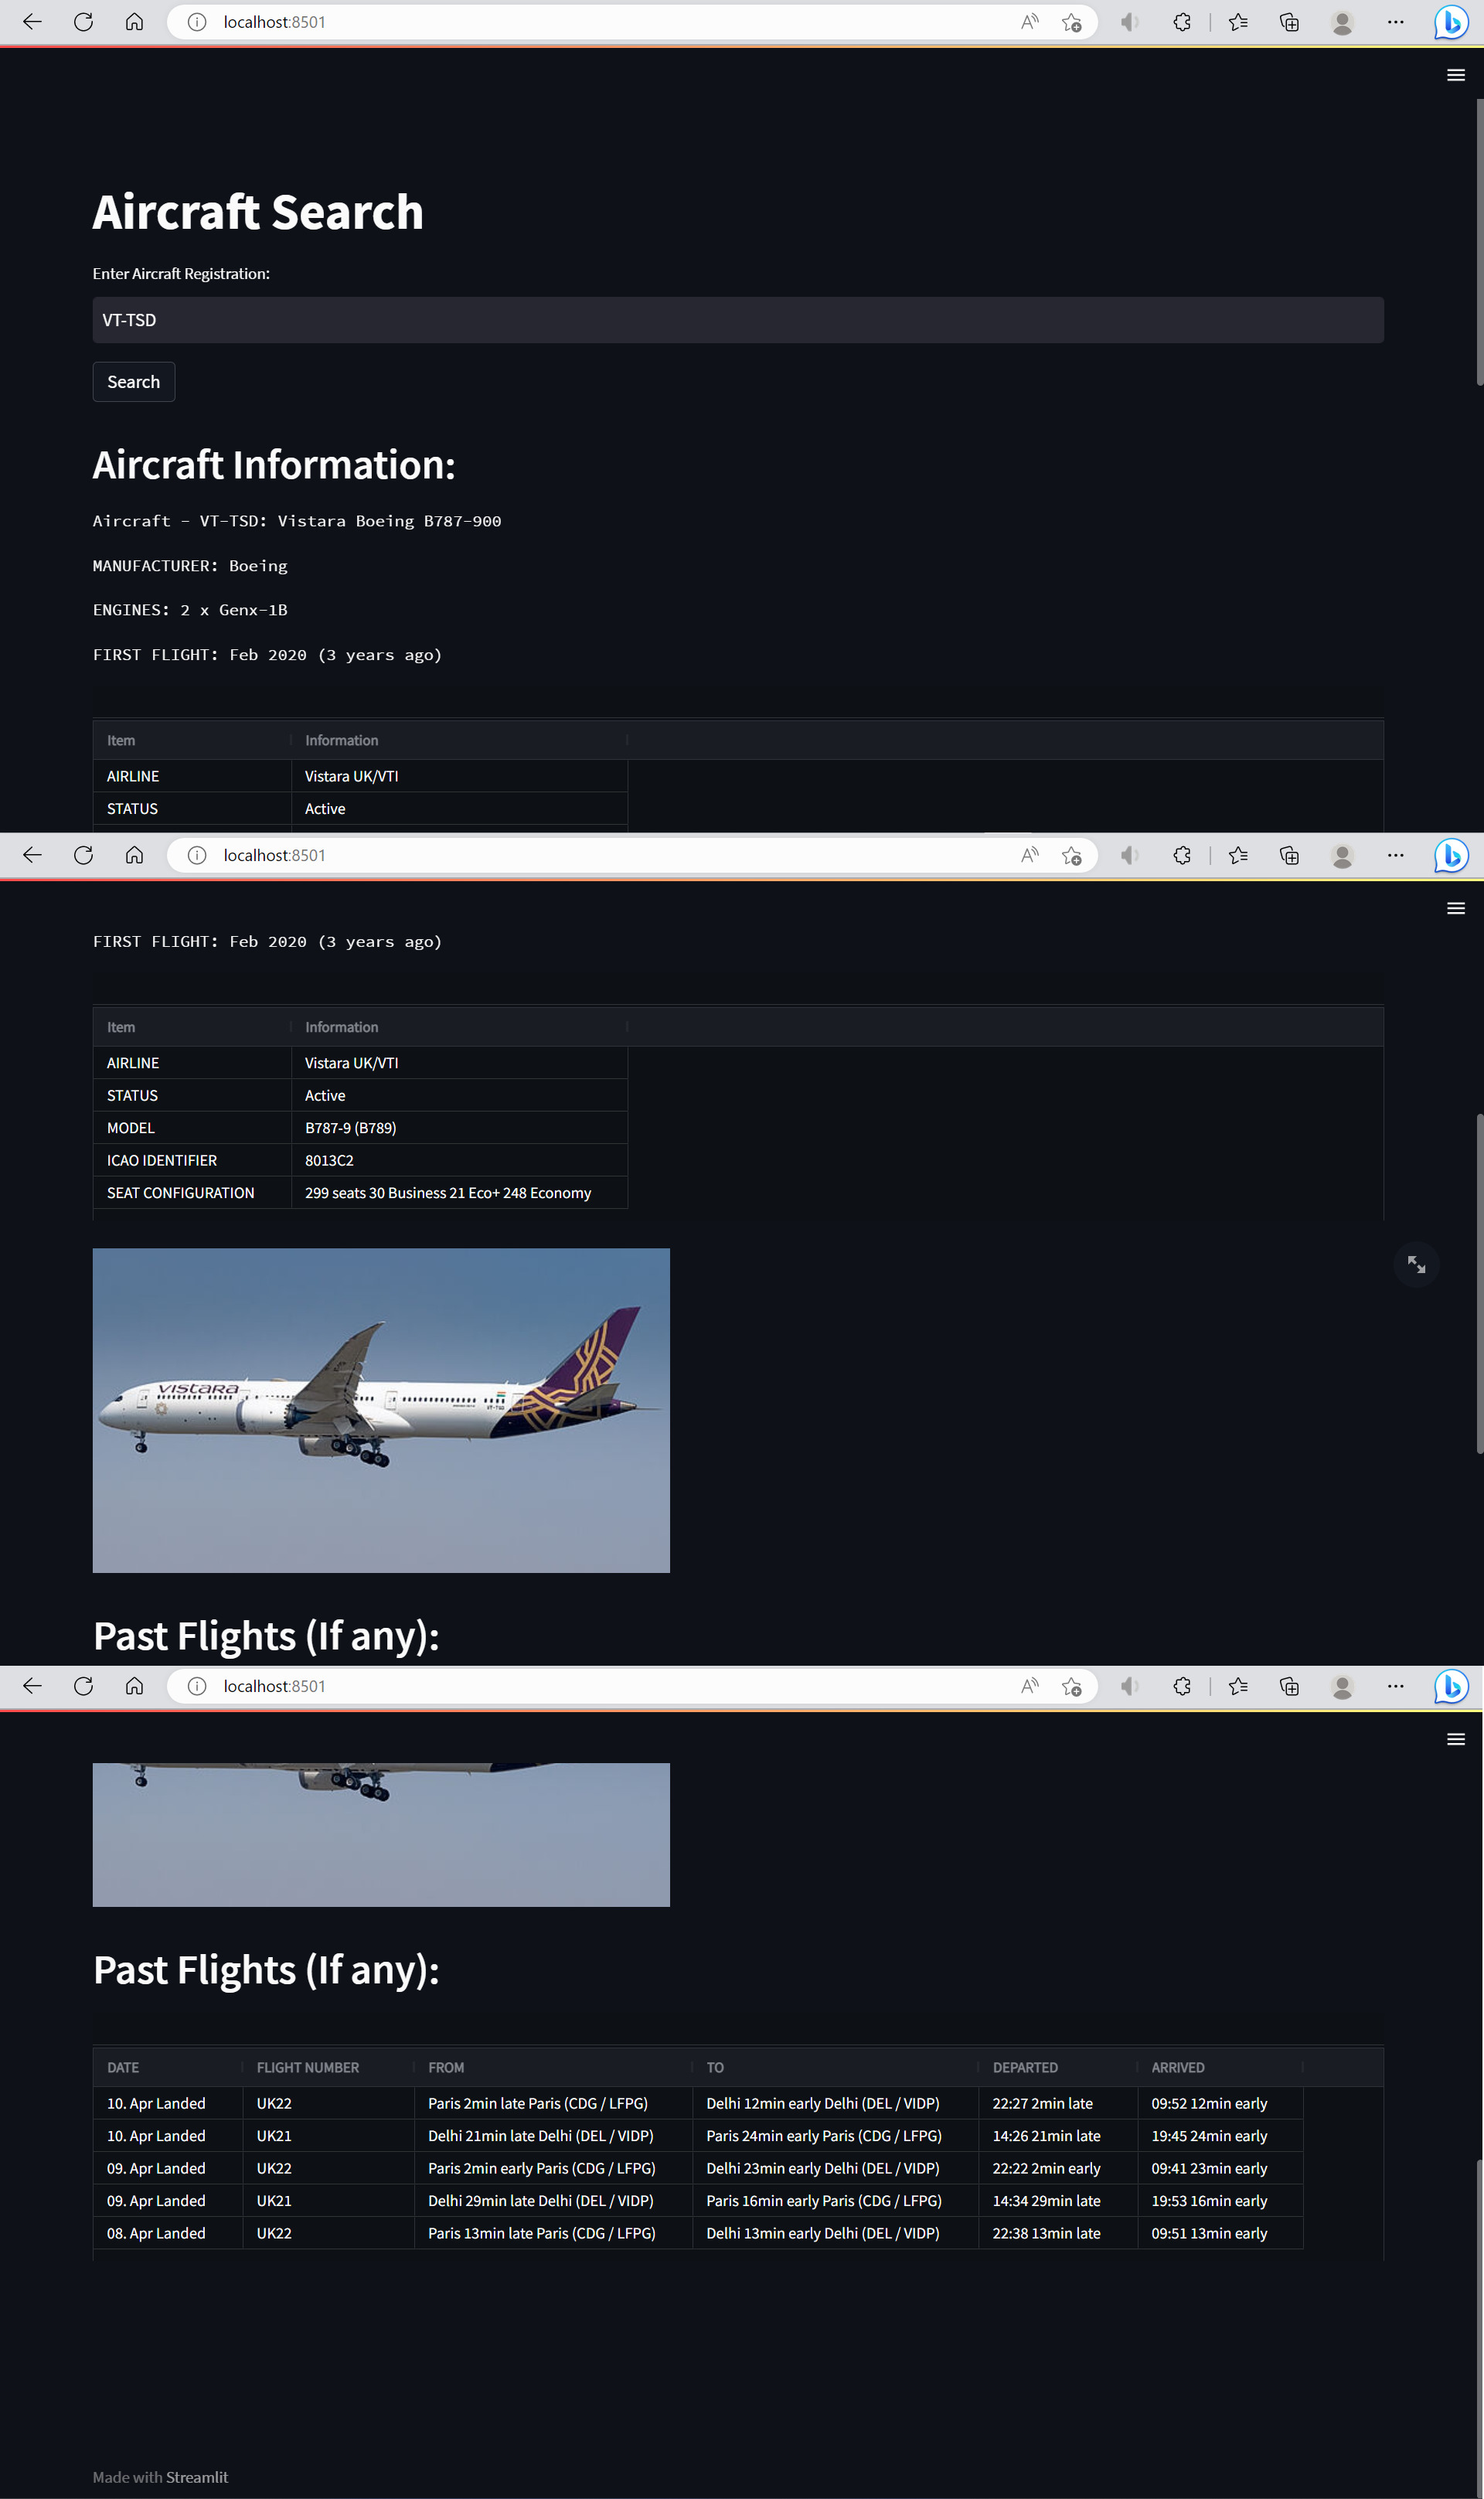 localhost:8501
Aircraft Search
Enter Aircraft Registration:
VT-TSD
Search
Aircraft Information:
Aircraft - VT-TSD: Vistara Boeing B787-900
MANUFACTURER: Boeing
ENGINES: 2 x Genx-1B
FIRST FLIGHT: Feb 2020 (3 years ago)
Item Information
AIRLINE Vistara UK/VTI
STATUS Active
localhost:8501
FIRST FLIGHT: Feb 2020 (3 years ago)
Item Information
AIRLINE Vistara UK/VTI
STATUS Active
MODEL B787-9 (B789)
ICAO IDENTIFIER 8013C2
SEAT CONFIGURATION 299 seats 30 Business 21 Eco+ 248 Economy
VISTARA
VT-TSD
Past Flights (If any):
localhost:8501
Past Flights (If any):
DATE FLIGHT NUMBER FROM TO DEPARTED ARRIVED
10. Apr Landed UK22 Paris 2min late Paris (CDG / LFPG) Delhi 12min early Delhi (DEL / VIDP) 22:27 2min late 09:52 12min early
10. Apr Landed UK21 Delhi 21min late Delhi (DEL / VIDP) Paris 24min early Paris (CDG / LFPG) 14:26 21min late 19:45 24min early
09. Apr Landed UK22 Paris 2min early Paris (CDG / LFPG) Delhi 23min early Delhi (DEL / VIDP) 22:22 2min early 09:41 23min early
09. Apr Landed UK21 Delhi 29min late Delhi (DEL / VIDP) Paris 16min early Paris (CDG / LFPG) 14:34 29min late 19:53 16min early
08. Apr Landed UK22 Paris 13min late Paris (CDG / LFPG) Delhi 13min early Delhi (DEL / VIDP) 22:38 13min late 09:51 13min early
Made with Streamlit